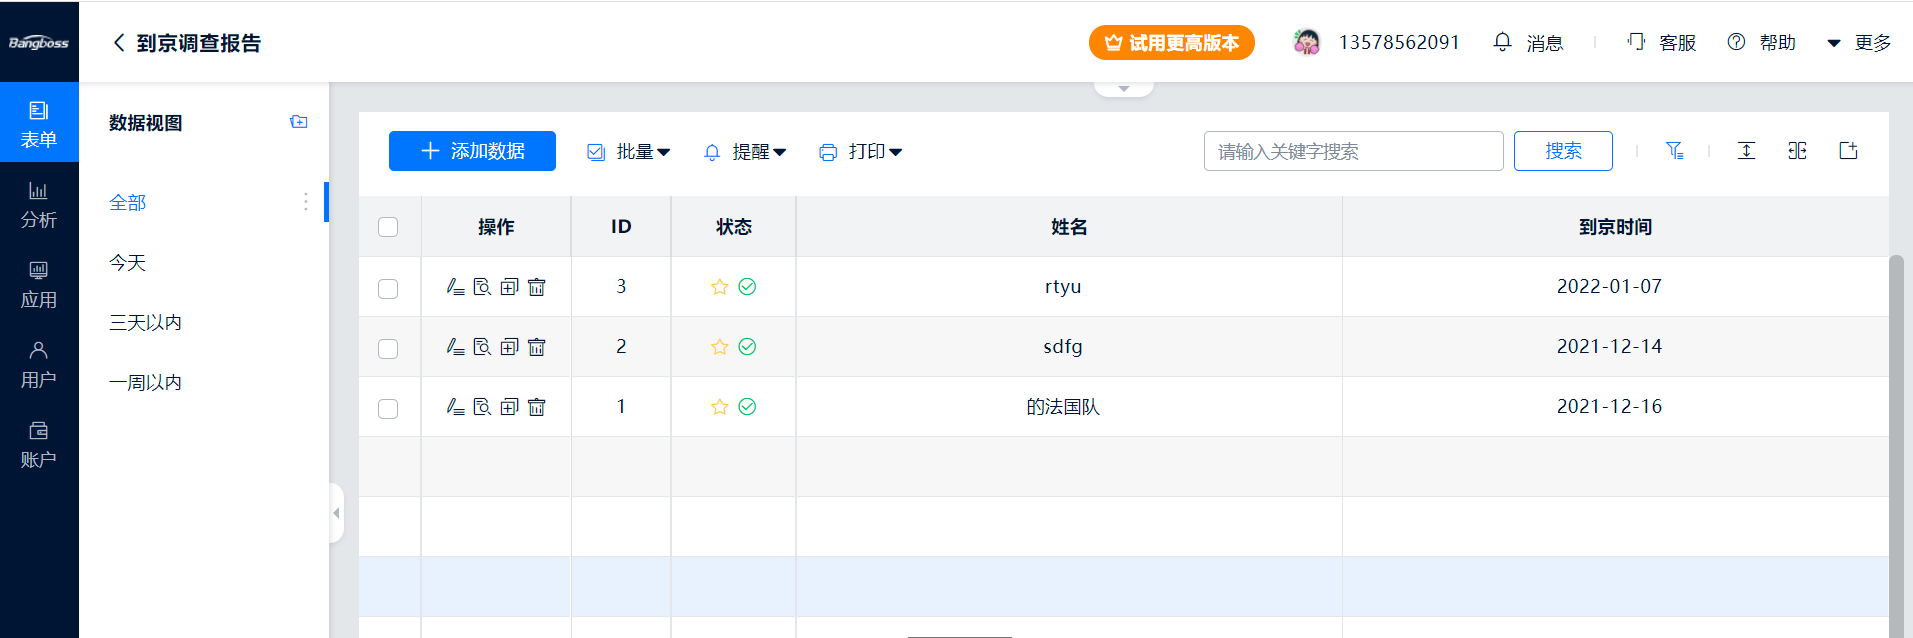 Bangboss
到京调查报告
试用更高版本
13578562091
消息
客服
帮助
更多
表单
分析
应用
用户
账户
数据视图
全部
今天
三天以内
一周以内
添加数据
批量
提醒
打印
请输入关键字搜索
搜索
操作 ID 状态 姓名 到京时间
3 rtyu 2022-01-07
2 sdfg 2021-12-14
1 的法国队 2021-12-16